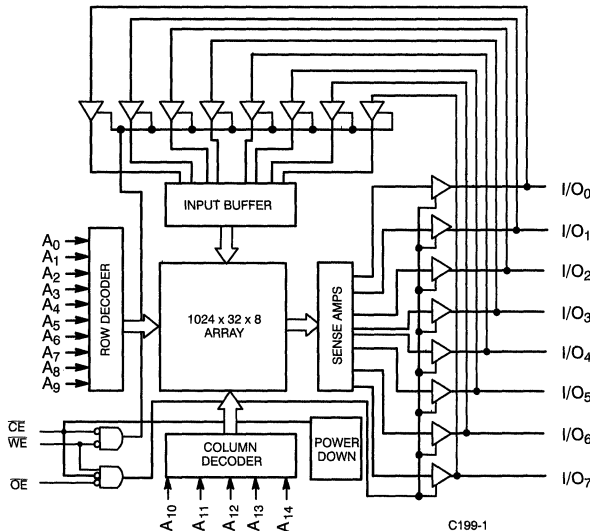 INPUT BUFFER
I/O0
I/O1
I/O2
I/O3
I/O4
I/O5
I/O6
I/O7
A0
A1
A2
A3
A4
A5
A6
A7
A8
A9
ROW DECODER
1024 x 32 x 8
ARRAY
SENSE AMPS
CE
WE
OE
COLUMN
DECODER
POWER
DOWN
A10
A11
A12
A13
A14
C199-1